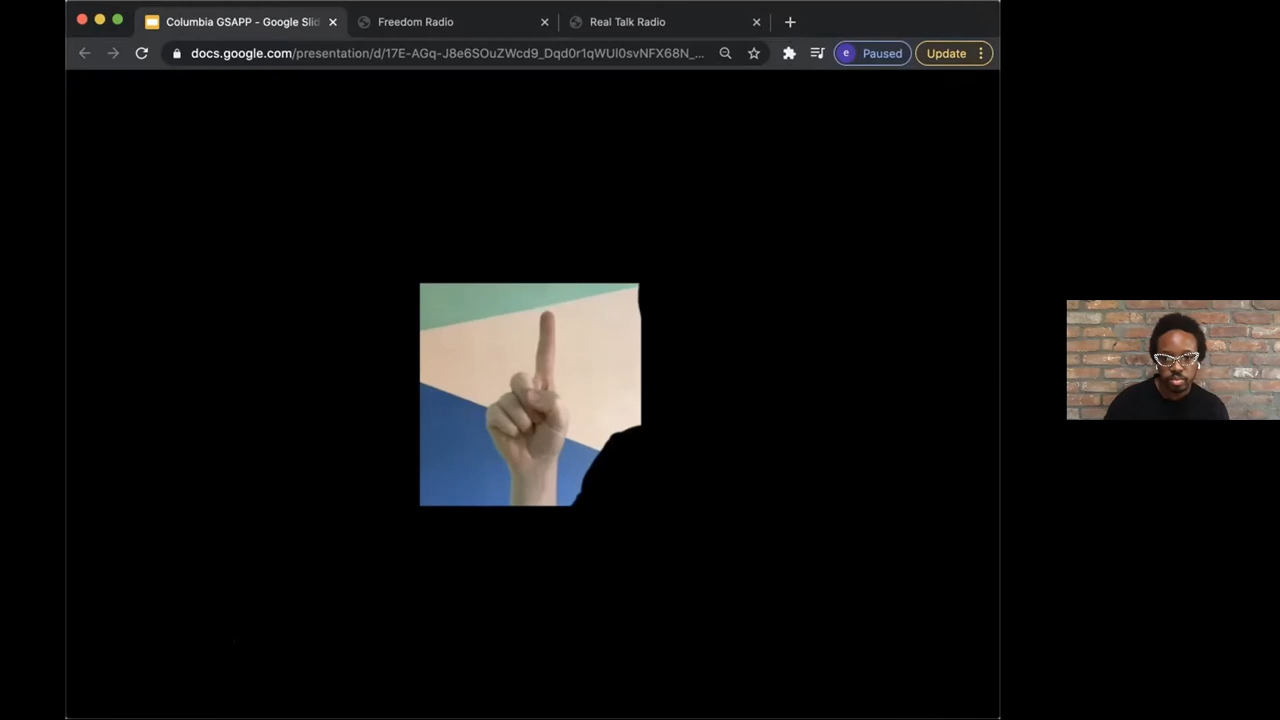 Columbia GSAPP - Google Slid
Freedom Radio
Real Talk Radio
docs.google.com/presentation/d/17E-AGq-J8e6SOuZWcd9_Dqd0r1qWUl0svNFX68N_...
e
Paused
Update